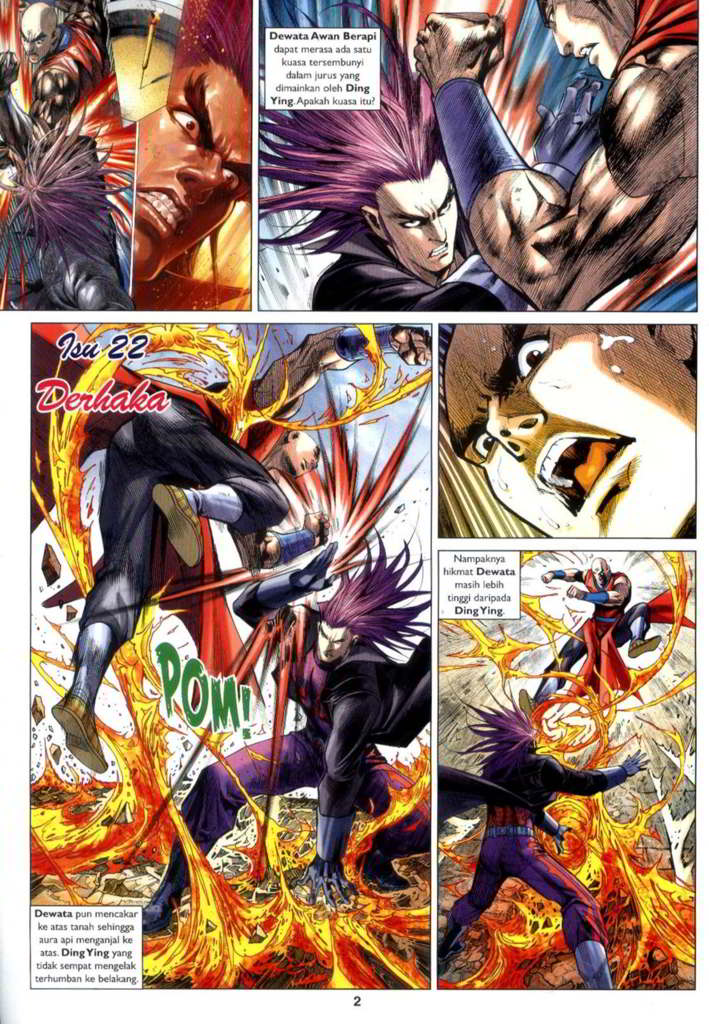 Dewata Awan Berapi
dapat merasa ada satu
kuasa tersembunyi
dalam jurus yang
dimainkan oleh Ding
Ying. Apakah kuasa itu?
Isu 22
Derhaka
POM!
Dewata pun mencakar
ke atas tanah sehingga
aura api menganjal ke
atas. Ding Ying yang
tidak sempat mengelak
terhumban ke belakang.
Nampaknya
hikmat Dewata
masih lebih
tinggi daripada
Ding Ying.
2